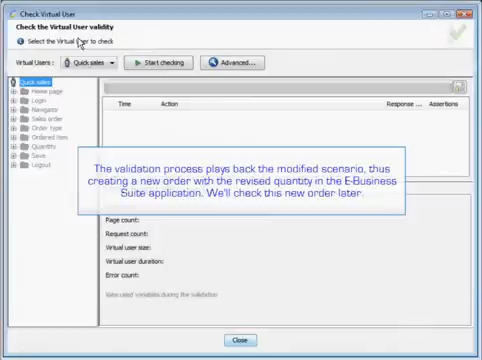 Check Virtual User
Check the Virtual User validity
Select the Virtual User to check
Virtual Users : Quick sales Start checking Advanced...
Quick sales
Home page
Login
Navigator
Sales order
Order type
Ordered item
Quantity
Save
Logout
Time Action Response ... Assertions
The validation process plays back the modified scenario, thus
creating a new order with the revised quantity in the E-Business
Suite application. We'll check this new order later.
Page count:
Request count:
Virtual user size:
Virtual user duration:
Error count:
View used variables during the validation
Close